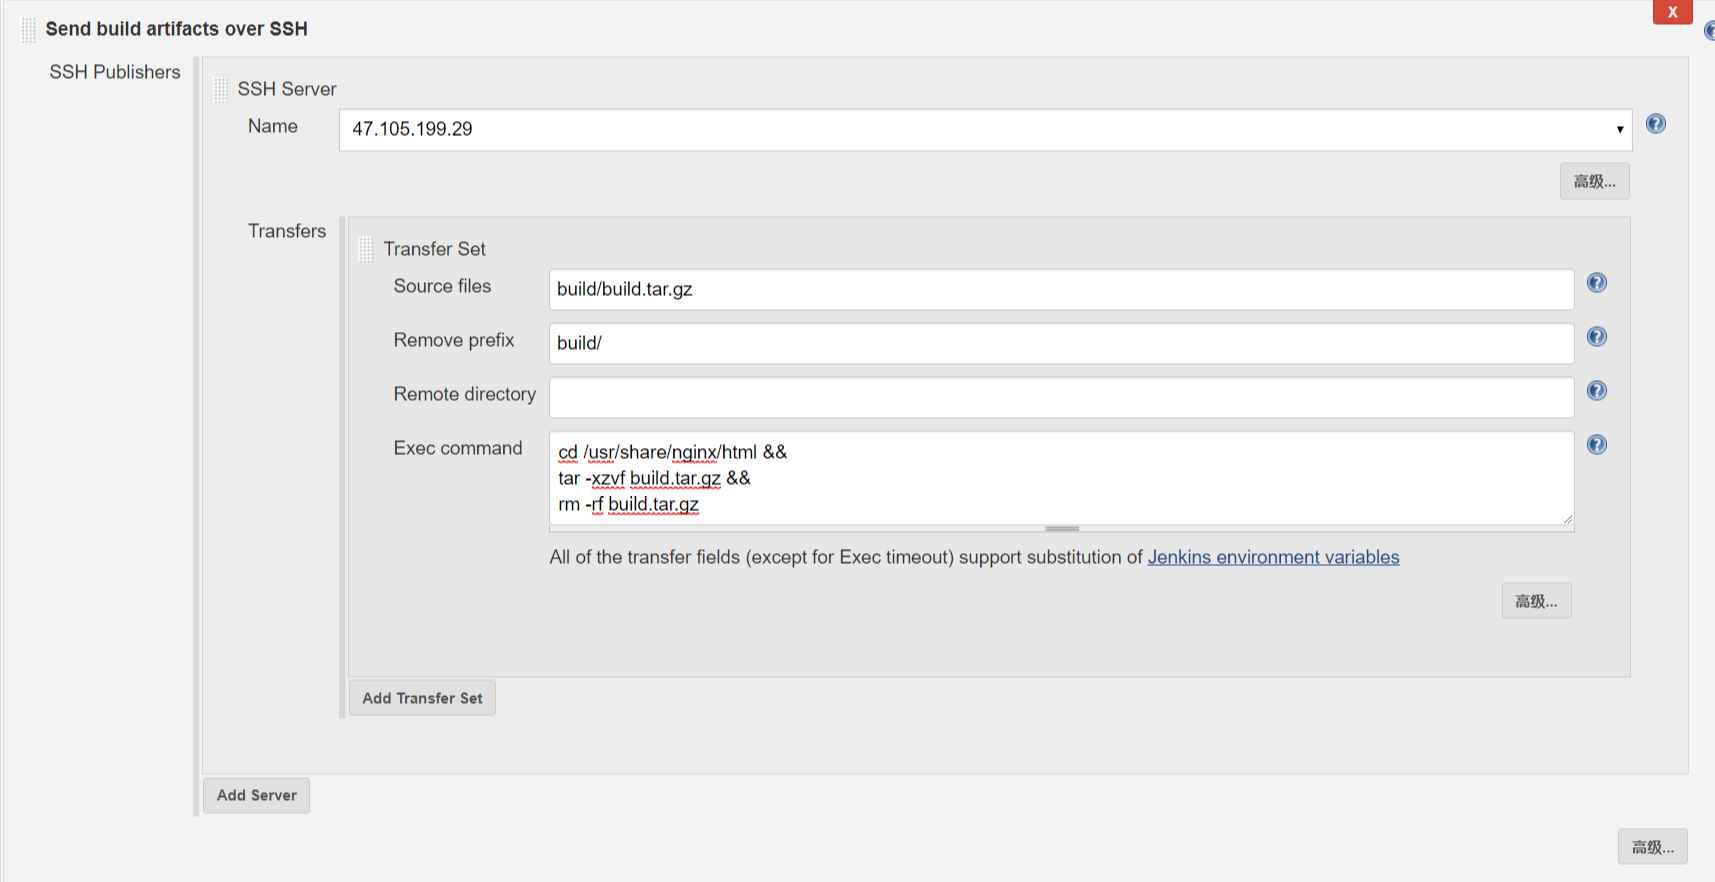 Send build artifacts over SSH
X
SSH Publishers
SSH Server
Name
47.105.199.29
高级...
Transfers
Transfer Set
Source files
build/build.tar.gz
Remove prefix
build/
Remote directory
Exec command
cd /usr/share/nginx/html &&
tar -xzvf build.tar.gz &&
rm -rf build.tar.gz
All of the transfer fields (except for Exec timeout) support substitution of Jenkins environment variables
高级...
Add Transfer Set
Add Server
高级...